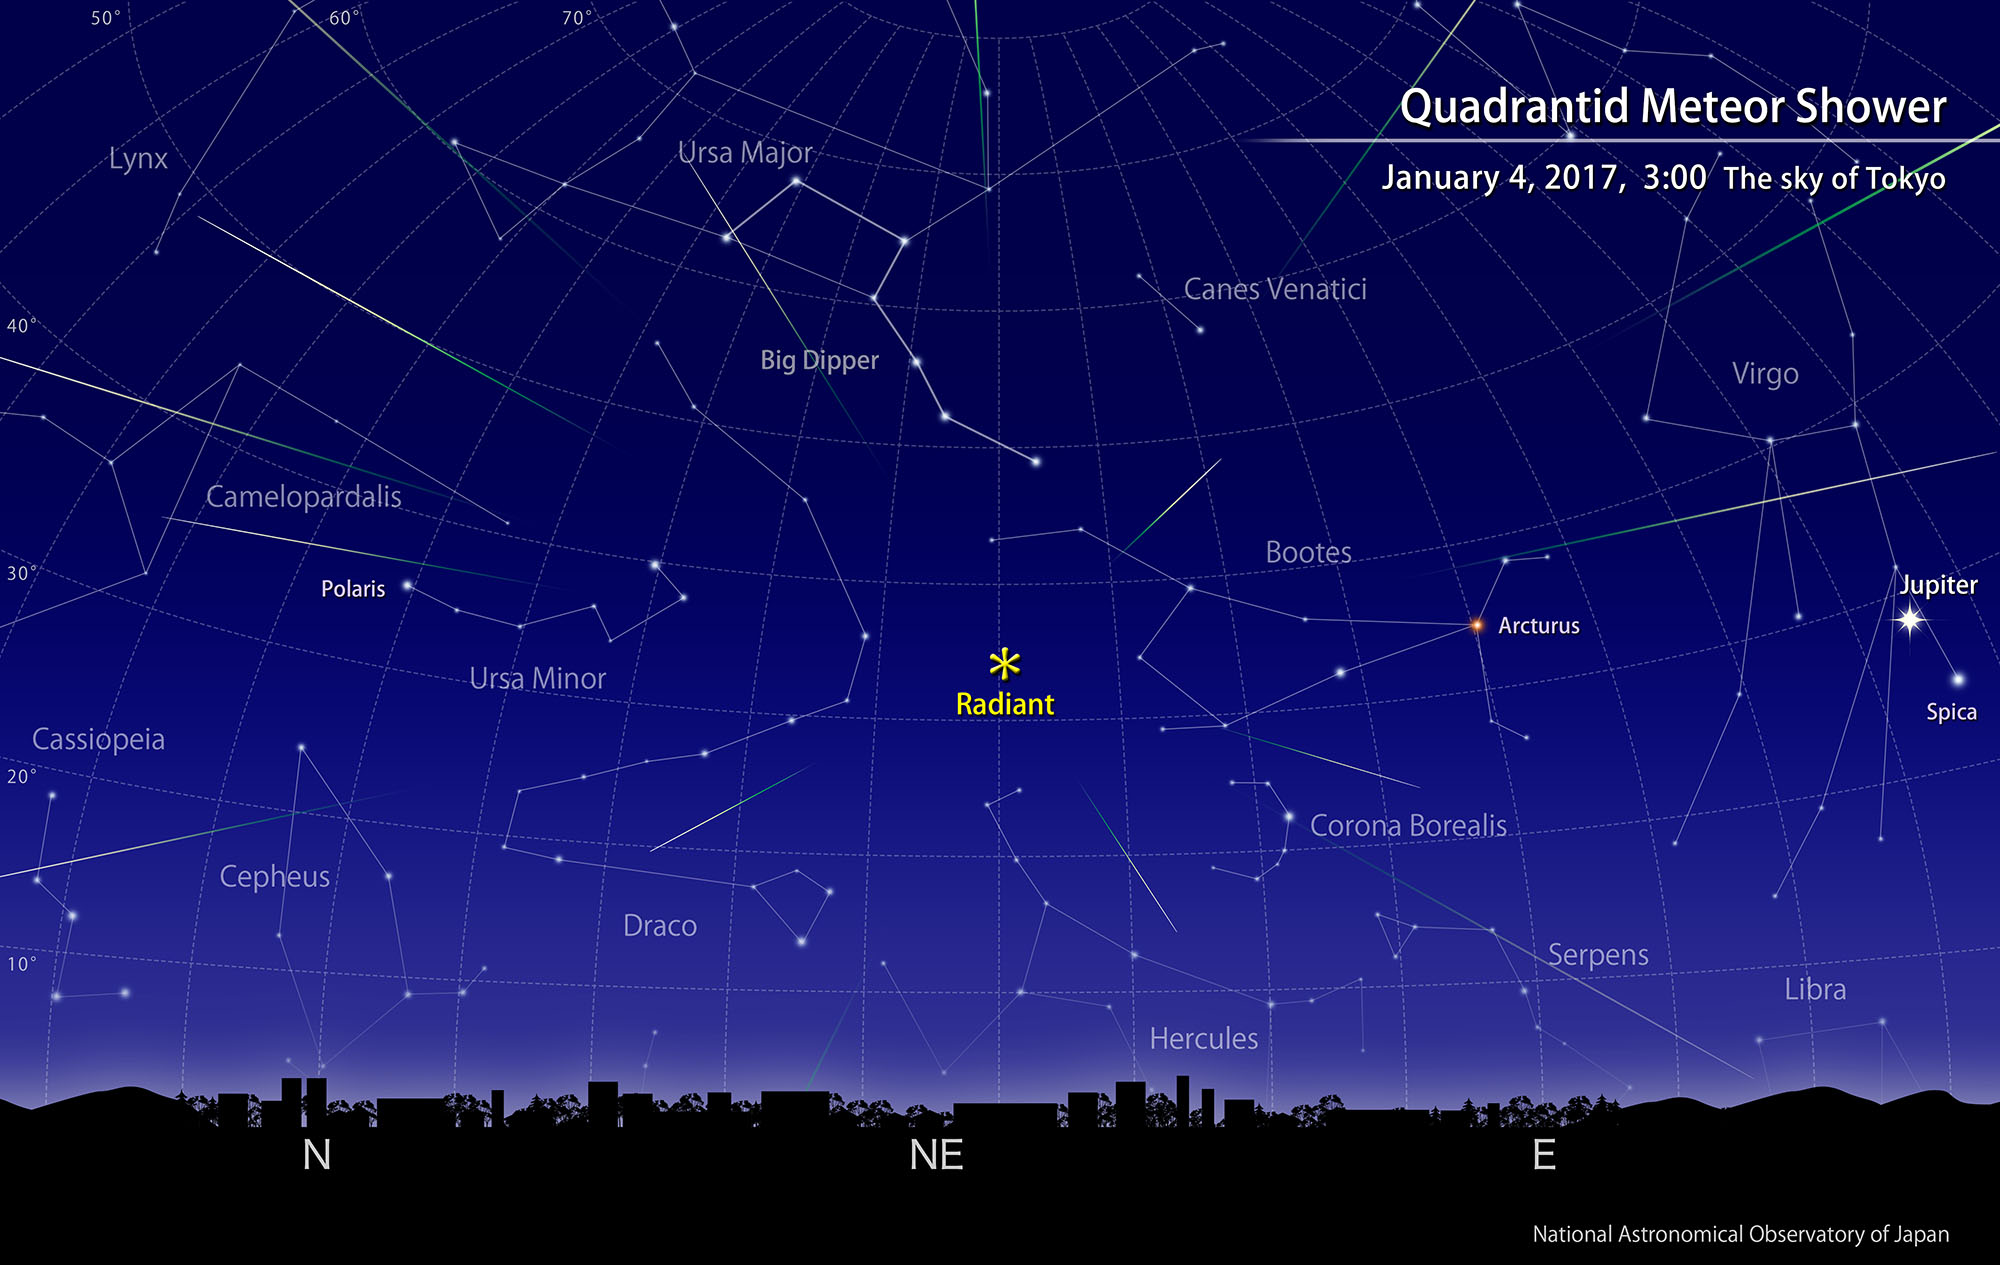 50°
60°
70°
Quadrantid Meteor Shower
January 4, 2017, 3:00 The sky of Tokyo
Lynx
Ursa Major
Canes Venatici
40°
Big Dipper
Virgo
Camelopardalis
Bootes
30°
Polaris
Jupiter
Arcturus
Ursa Minor
Radiant
Spica
Cassiopeia
20°
Corona Borealis
Cepheus
Draco
Serpens
10°
Libra
Hercules
N
NE
E
National Astronomical Observatory of Japan